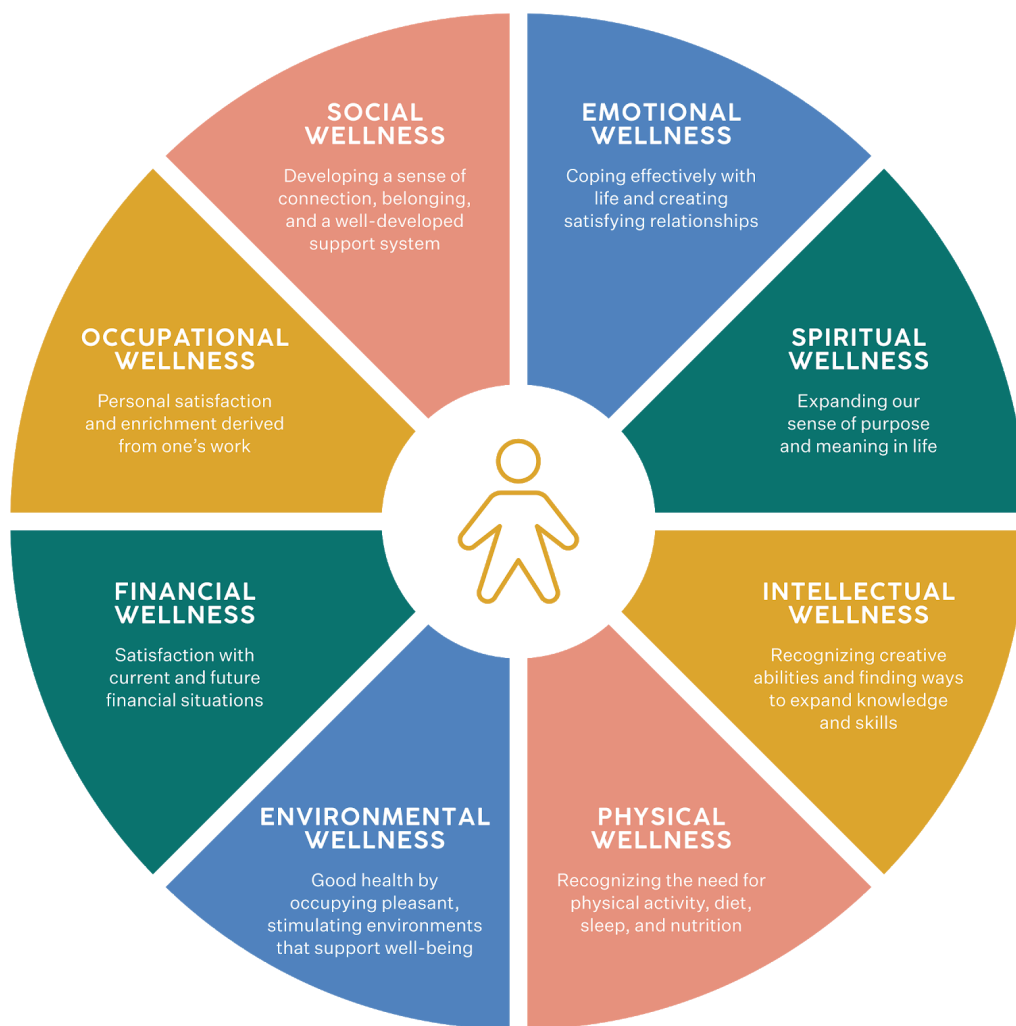 SOCIAL
WELLNESS
Developing a sense of
connection, belonging,
and a well-developed
support system
EMOTIONAL
WELLNESS
Coping effectively with
life and creating
satisfying relationships
OCCUPATIONAL
WELLNESS
Personal satisfaction
and enrichment derived
from one's work
SPIRITUAL
WELLNESS
Expanding our
sense of purpose
and meaning in life
FINANCIAL
WELLNESS
Satisfaction with
current and future
financial situations
INTELLECTUAL
WELLNESS
Recognizing creative
abilities and finding ways
to expand knowledge
and skills
ENVIRONMENTAL
WELLNESS
Good health by
occupying pleasant,
stimulating environments
that support well-being
PHYSICAL
WELLNESS
Recognizing the need for
physical activity, diet,
sleep, and nutrition